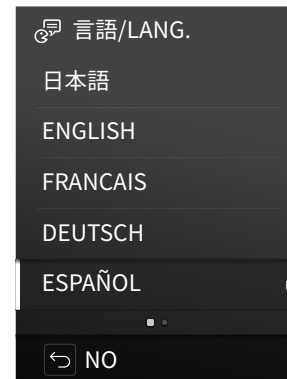 言語/LANG.
日本語
ENGLISH
FRANCAIS
DEUTSCH
ESPAÑOL
NO